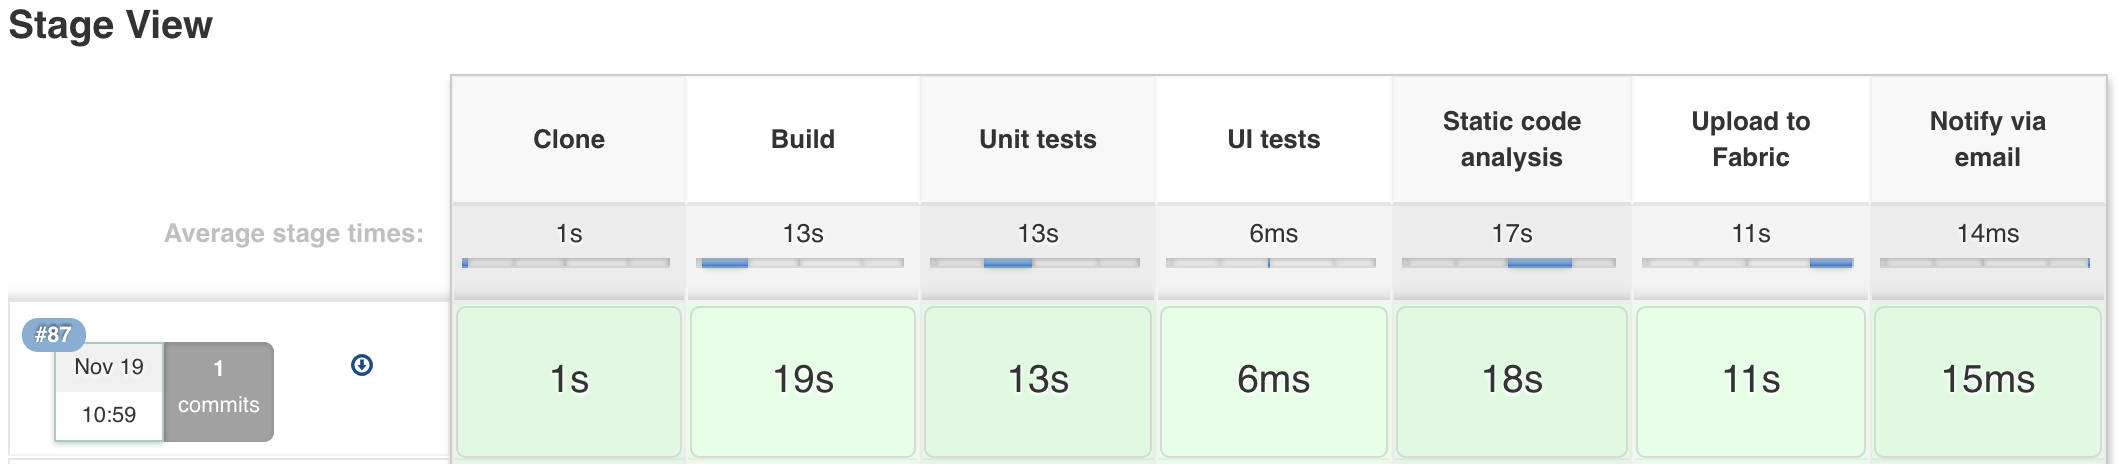 Stage View
Clone
Build
Unit tests
UI tests
Static code
analysis
Upload to
Fabric
Notify via
email
Average stage times:
1s
13s
13s
6ms
17s
11s
14ms
#87
Nov 19
10:59
1
commits
1s
19s
13s
6ms
18s
11s
15ms